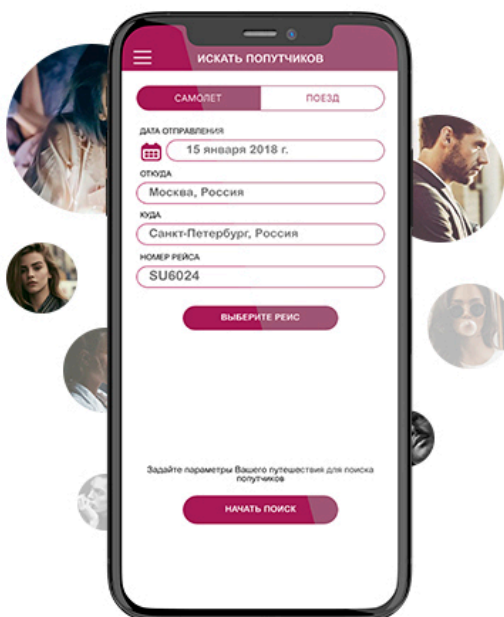 ИСКАТЬ ПОПУТЧИКОВ
САМОЛЕТ
ПОЕЗД
ДАТА ОТПРАВЛЕНИЯ
15 января 2018 г.
ОТКУДА
Москва, Россия
КУДА
Санкт-Петербург, Россия
НОМЕР РЕЙСА
SU6024
ВЫБЕРИТЕ РЕИС
Задайте параметры Вашего путешествия для поиска
попутчиков
НАЧАТЬ ПОИСК